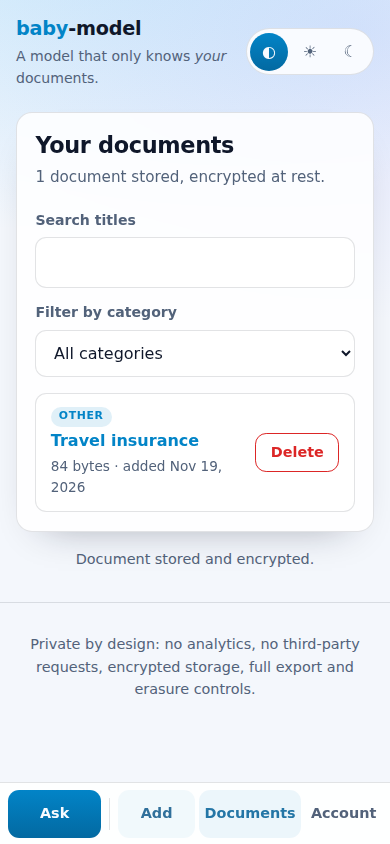 baby-model
A model that only knows your
documents.
Your documents
1 document stored, encrypted at rest.
Search titles
Filter by category
All categories
OTHER
Travel insurance
84 bytes · added Nov 19,
2026
Delete
Document stored and encrypted.
Private by design: no analytics, no third-party
requests, encrypted storage, full export and
erasure controls.
Ask
Add
Documents
Account